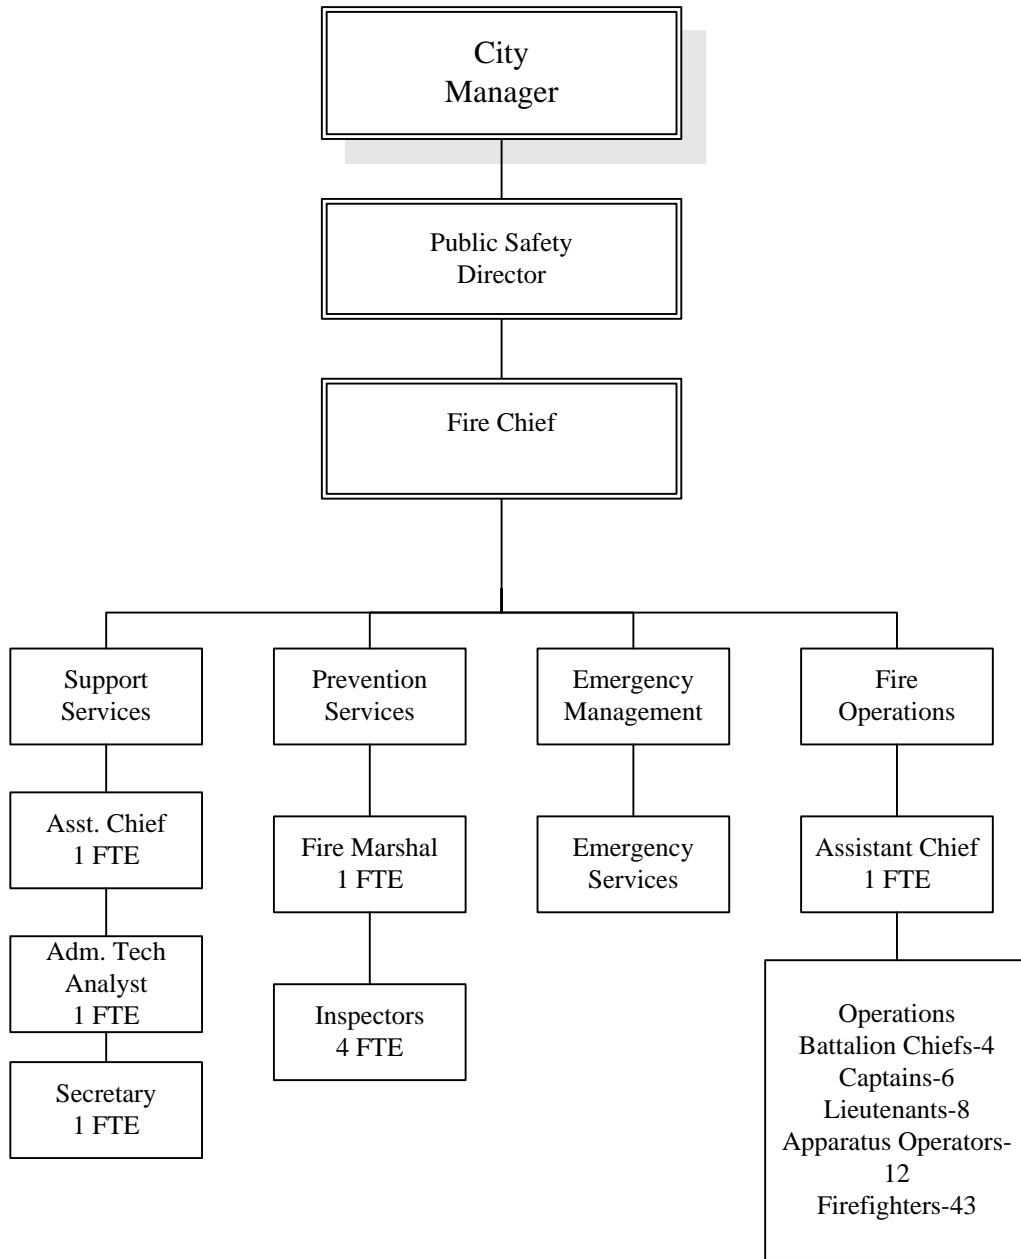 City
Manager
Public Safety
Director
Fire Chief
Support
Services
Prevention
Services
Emergency
Management
Fire
Operations
Asst. Chief
1 FTE
Fire Marshal
1 FTE
Emergency
Services
Assistant Chief
1 FTE
Adm. Tech
Analyst
1 FTE
Inspectors
4 FTE
Secretary
1 FTE
Operations
Battalion Chiefs-4
Captains-6
Lieutenants-8
Apparatus Operators-
12
Firefighters-43